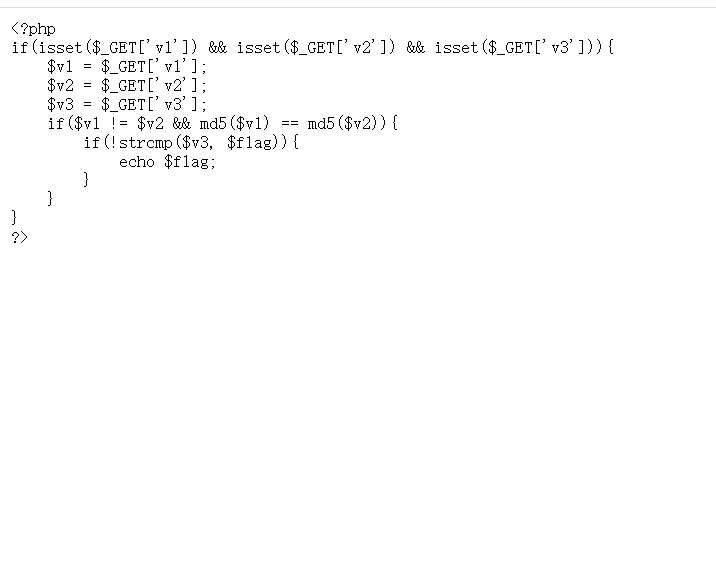 <?php
if(isset($_GET['v1']) && isset($_GET['v2']) && isset($_GET['v3'])){
    $v1 = $_GET['v1'];
    $v2 = $_GET['v2'];
    $v3 = $_GET['v3'];
    if($v1 != $v2 && md5($v1) == md5($v2)){
        if(!strcmp($v3, $flag)){
            echo $flag;
        }
    }
}
?>